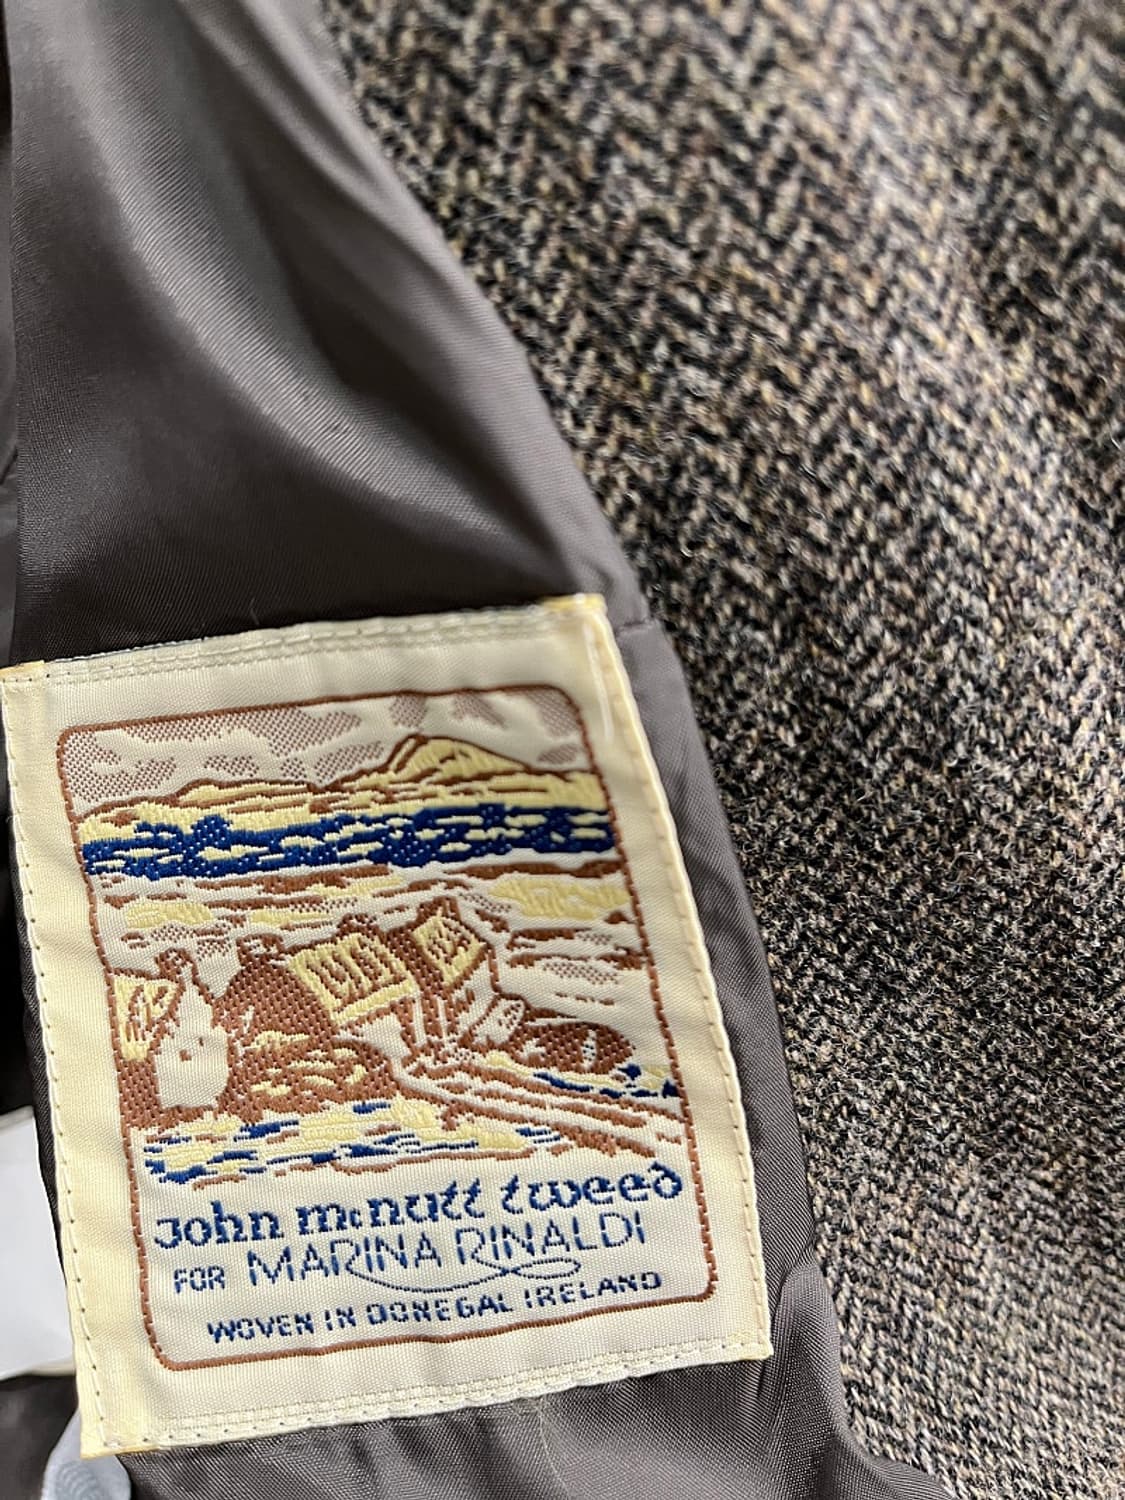 John mcnutt tweed
FOR MARINA RINALDI
WOVEN IN DONEGAL IRELAND